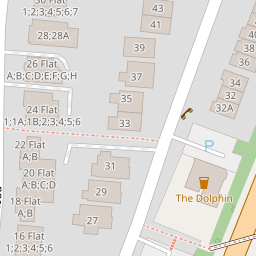 30 Flat
1;2;3;4;5;6;7
43
41
28;28A
39
40
38
36
26 Flat
A;B;C;D;E;F;G;H
37
34
32
32A
35
24 Flat
1;1A;1B;2;3;4;5;6
33
22 Flat
A;B
P
31
20 Flat
A;B;C;D
29
The Dolphin
18 Flat
A;B
27
16 Flat
1;2;3;4;5;6